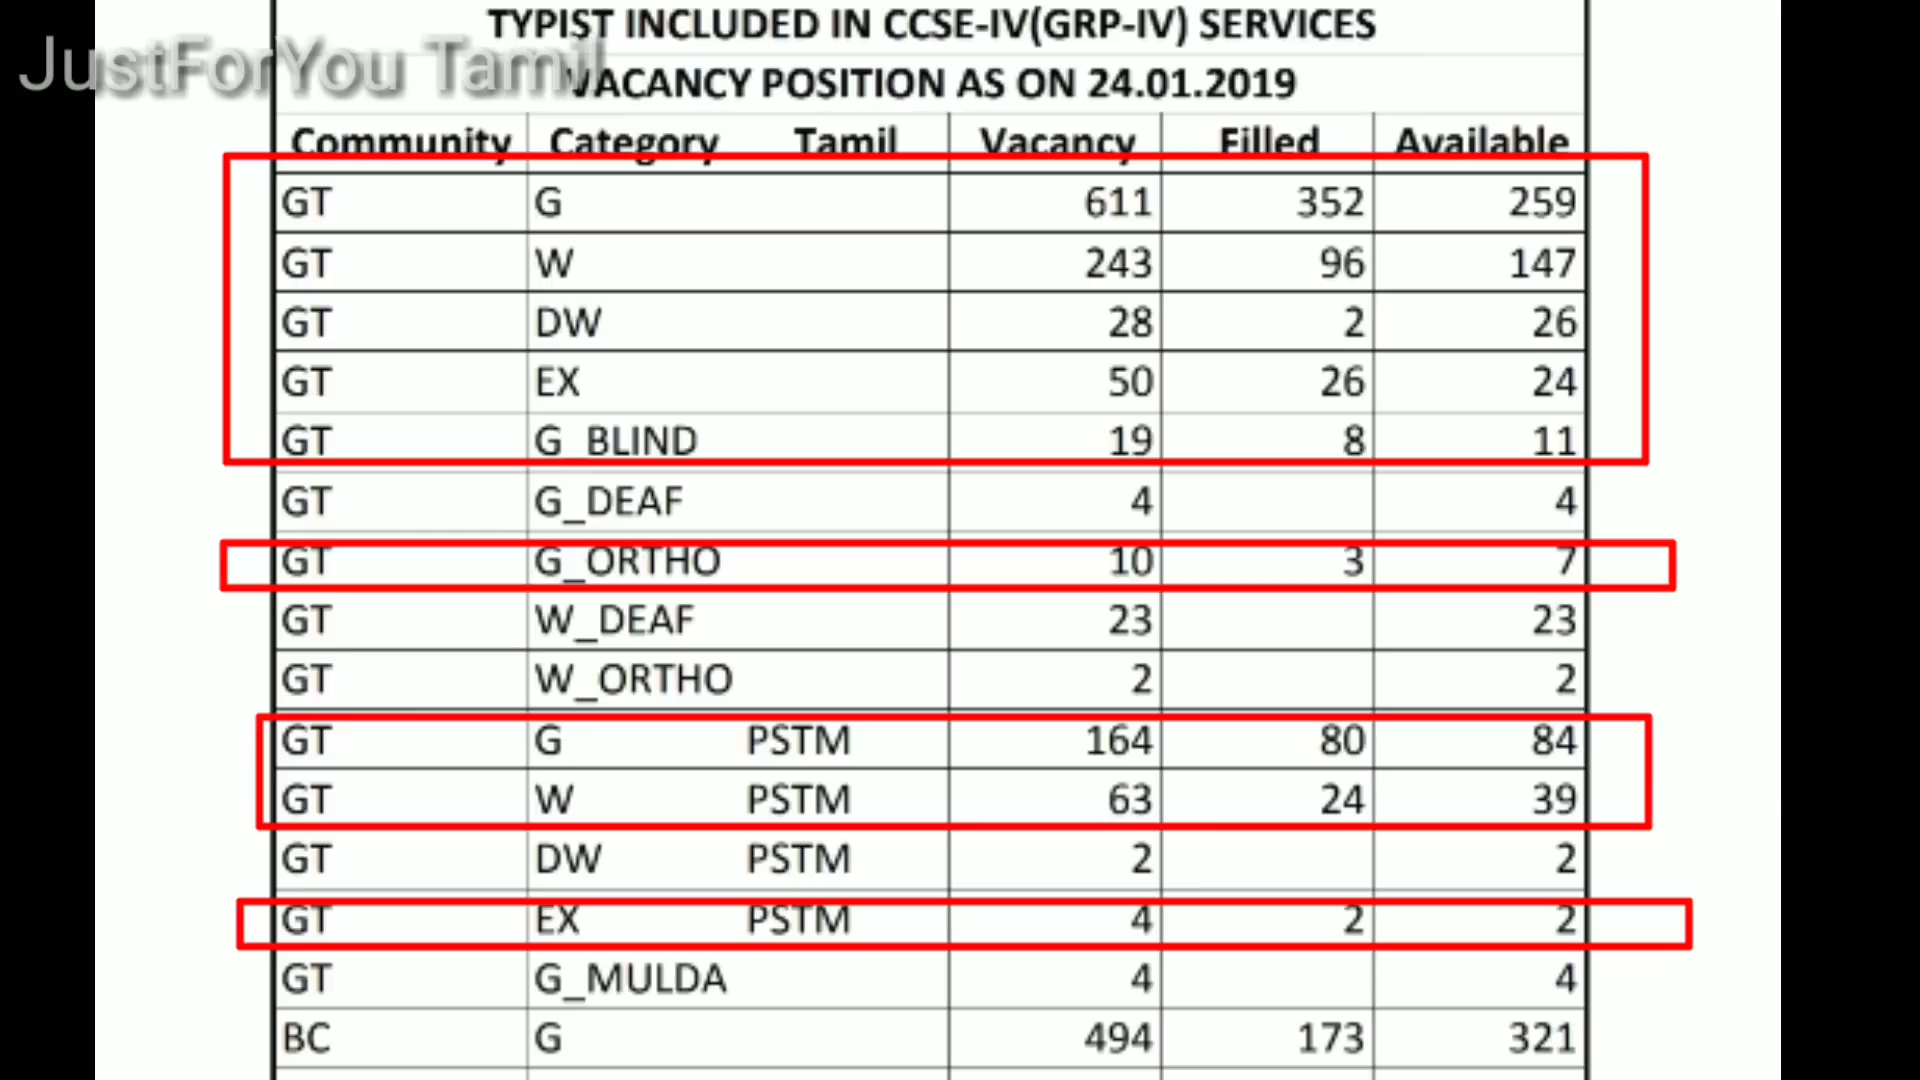 TYPIST INCLUDED IN CCSE-IV(GRP-IV) SERVICES
JustForYou Tamil
VACANCY POSITION AS ON 24.01.2019
Community Category Tamil Vacancy Filled Available
GT G 611 352 259
GT W 243 96 147
GT DW 28 2 26
GT EX 50 26 24
GT G_BLIND 19 8 11
GT G_DEAF 4 4
GT G_ORTHO 10 3 7
GT W_DEAF 23 23
GT W_ORTHO 2 2
GT G PSTM 164 80 84
GT W PSTM 63 24 39
GT DW PSTM 2 2
GT EX PSTM 4 2 2
GT G_MULDA 4 4
BC G 494 173 321